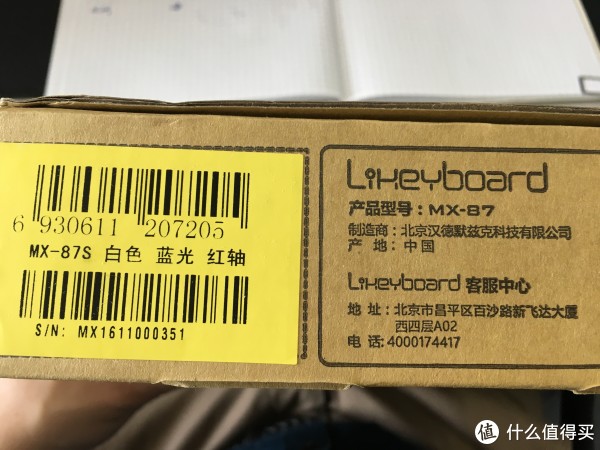 6 930611 207205
MX-87S 白色 蓝光 红轴
S/N: MX1611000351
Likeyboard
产品型号：MX-87
制造商：北京汉德默兹克科技有限公司
产 地：中国
Likeyboard 客服中心
地 址：北京市昌平区百沙路新飞达大厦
西四层A02
电 话: 4000174417
值 什么值得买